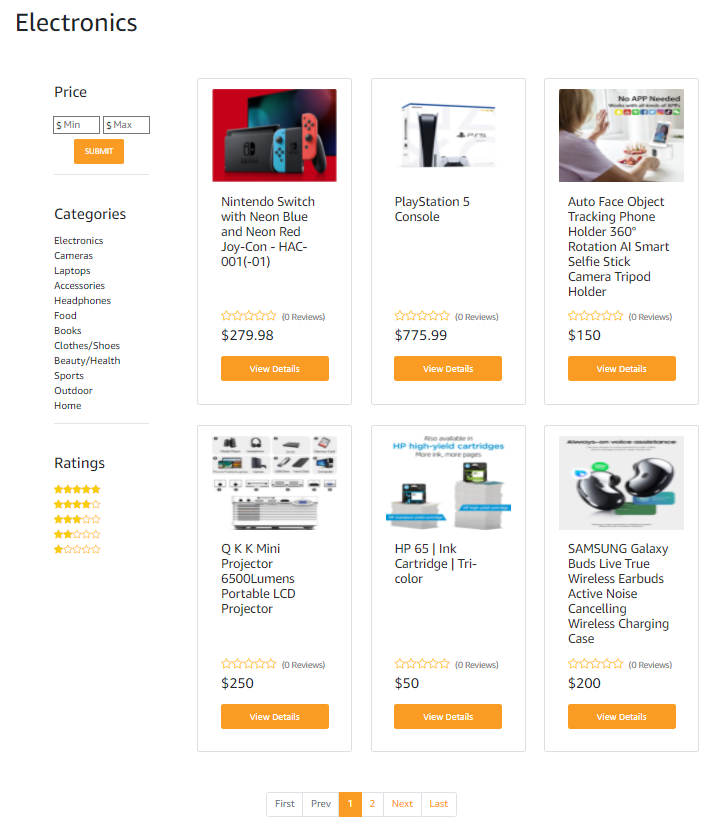 Electronics
Price
$ Min
$ Max
SUBMIT
Categories
Electronics
Cameras
Laptops
Accessories
Headphones
Food
Books
Clothes/Shoes
Beauty/Health
Sports
Outdoor
Home
Ratings
Nintendo Switch
with Neon Blue
and Neon Red
Joy-Con - HAC-
001(-01)
(0 Reviews)
$279.98
View Details
PS5
PlayStation 5
Console
(0 Reviews)
$775.99
View Details
No APP Needed
Works with all kinds of APPs
Auto Face Object
Tracking Phone
Holder 360°
Rotation AI Smart
Selfie Stick
Camera Tripod
Holder
(0 Reviews)
$150
View Details
Q K K Mini
Projector
6500Lumens
Portable LCD
Projector
(0 Reviews)
$250
View Details
Also available in
HP high-yield cartridges
More ink, more pages
HP 65 | Ink
Cartridge | Tri-
color
(0 Reviews)
$50
View Details
Always-on voice assistance
SAMSUNG Galaxy
Buds Live True
Wireless Earbuds
Active Noise
Cancelling
Wireless Charging
Case
(0 Reviews)
$200
View Details
First Prev 1 2 Next Last